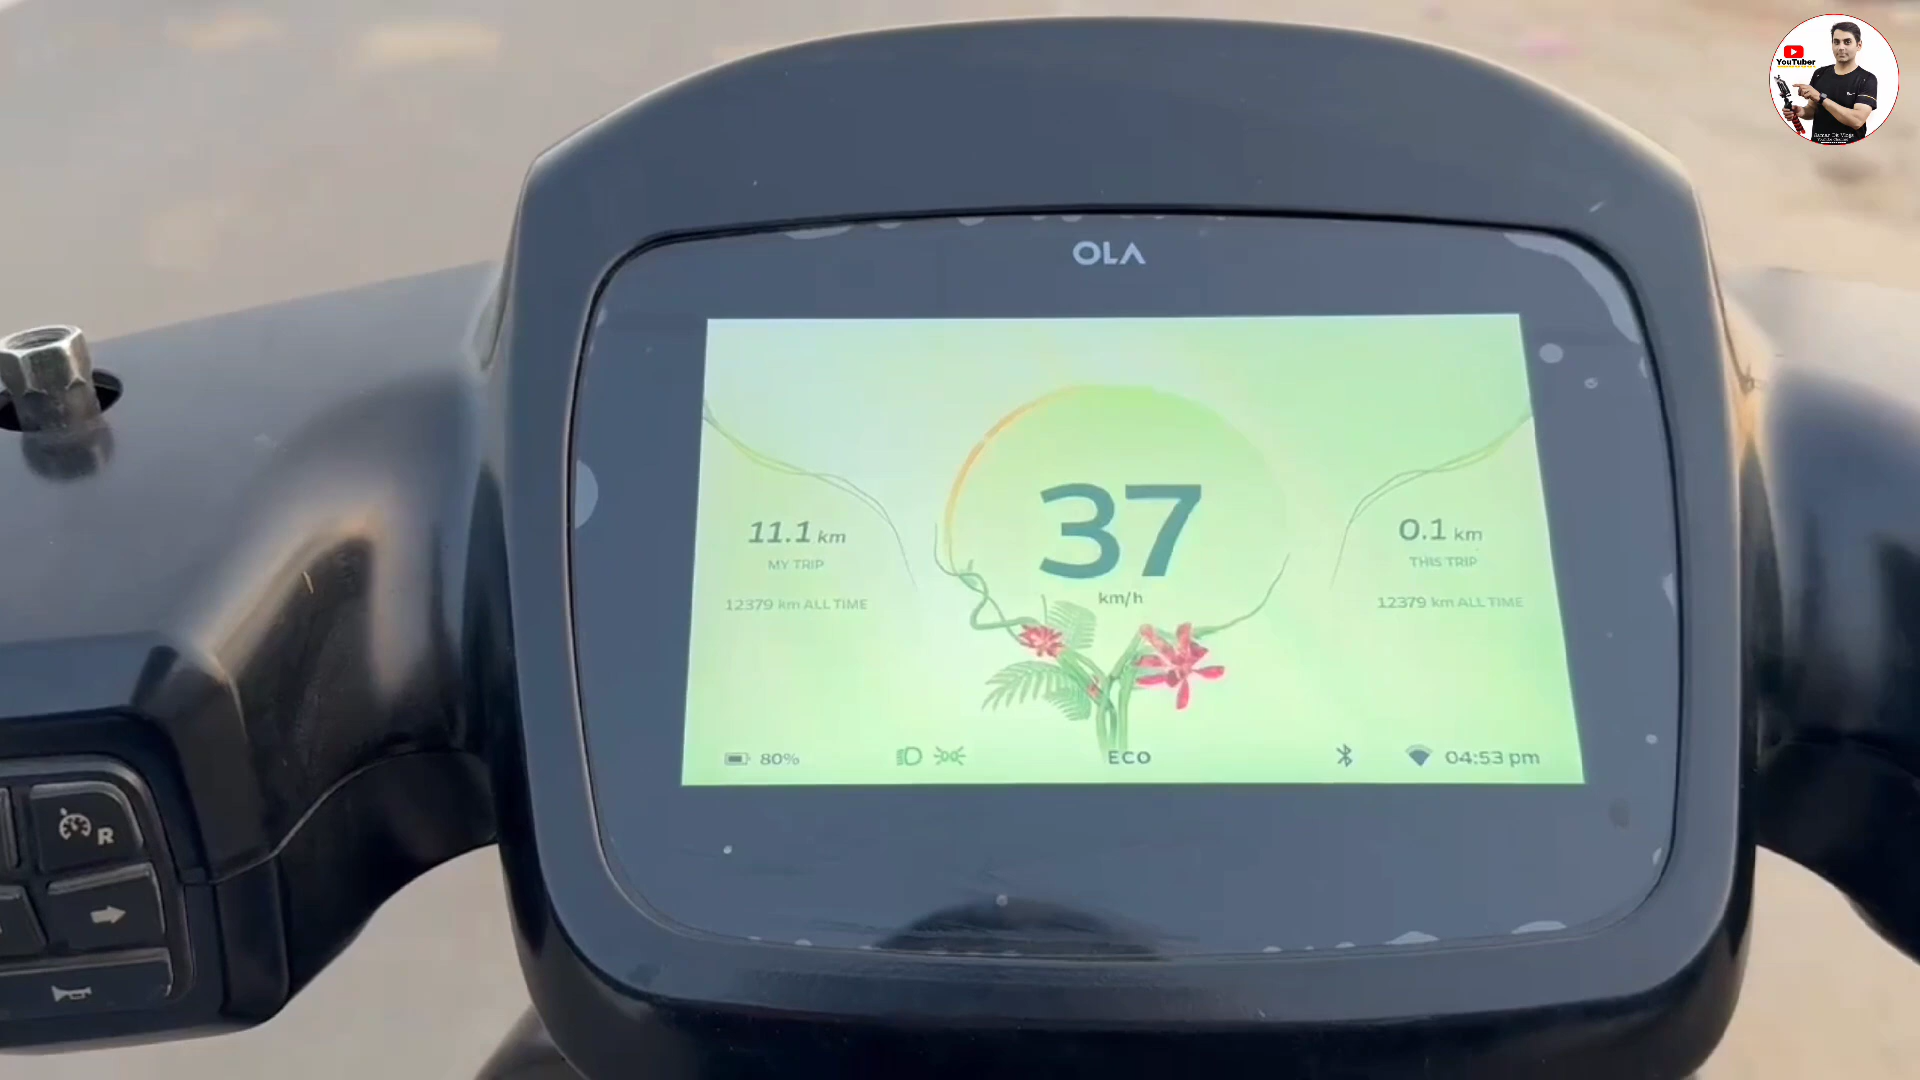 YouTuber
OLA
37
km/h
11.1 km
MY TRIP
12379 km ALL TIME
0.1 km
THIS TRIP
12379 km ALL TIME
80%
ECO
04:53 pm
R